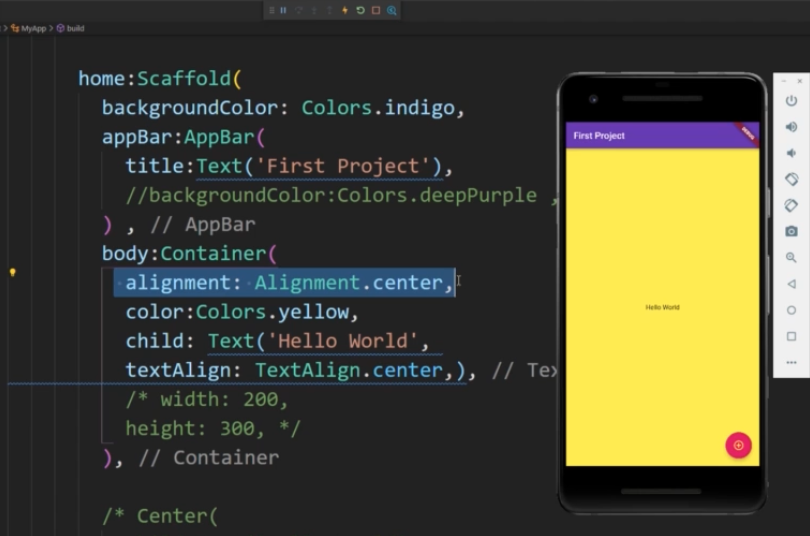 MyApp > build
home:Scaffold(
backgroundColor: Colors.indigo,
appBar:AppBar(
title:Text('First Project'),
//backgroundColor:Colors.deepPurple ,
) , // AppBar
body:Container(
alignment: Alignment.center,
color:Colors.yellow,
child: Text('Hello World',
textAlign: TextAlign.center,), // Tex
/* width: 200,
height: 300, */
), // Container
/* Center(
First Project
DEBUG
Hello World